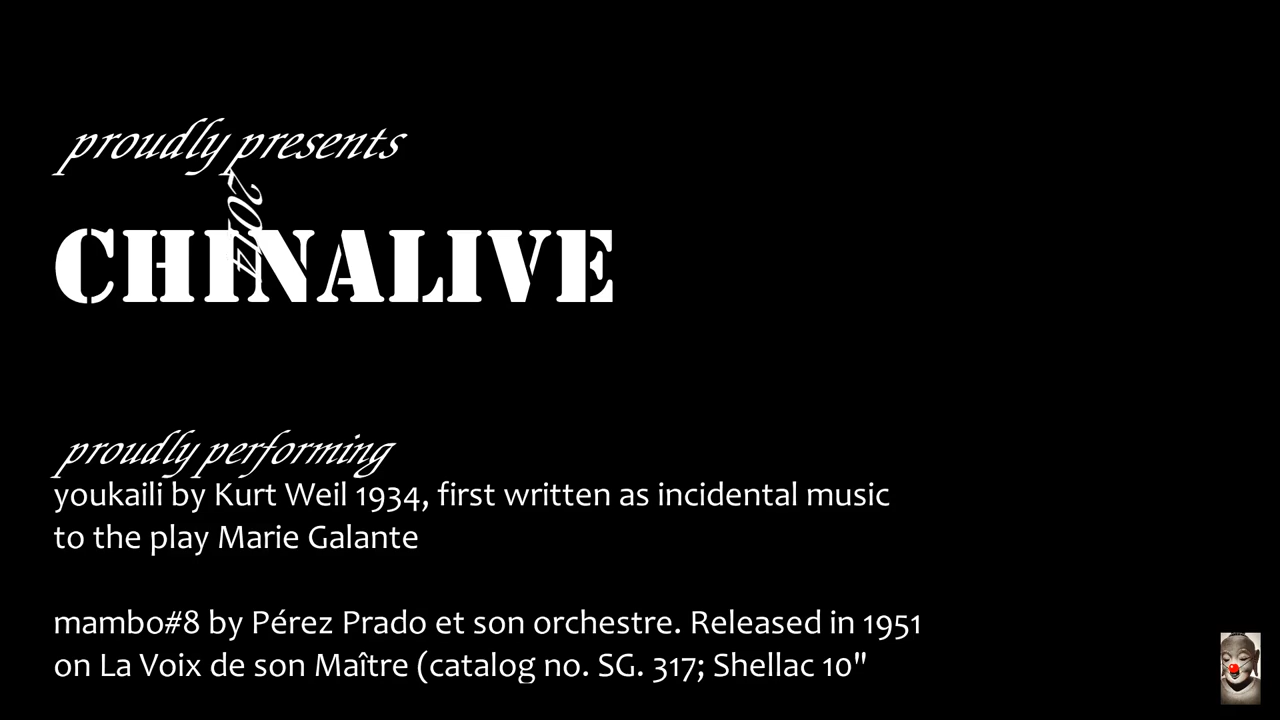 proudly presents
CHINALIVE
proudly performing
youkaili by Kurt Weil 1934, first written as incidental music
to the play Marie Galante
mambo#8 by Pérez Prado et son orchestre. Released in 1951
on La Voix de son Maître (catalog no. SG. 317; Shellac 10"